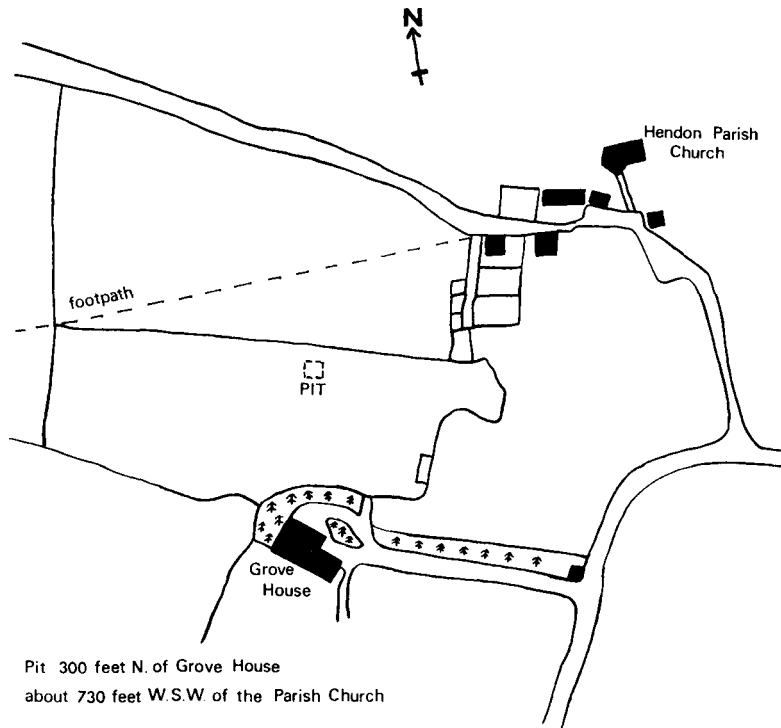 N
Hendon Parish
Church
footpath
PIT
Grove
House
Pit 300 feet N. of Grove House
about 730 feet W.S.W. of the Parish Church